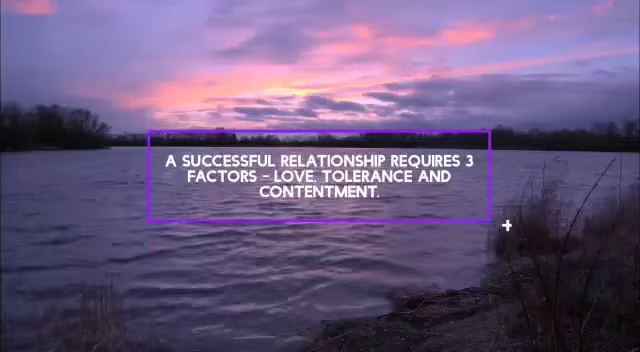 A SUCCESSFUL RELATIONSHIP REQUIRES 3
FACTORS - LOVE, TOLERANCE AND
CONTENTMENT.